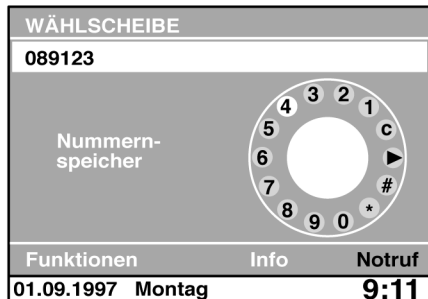 WÄHLSCHEIBE
089123
3 2
4 1
5 c
Nummern-
speicher
6
7 #
8 *
9 0
Funktionen Info Notruf
01.09.1997 Montag 9:11